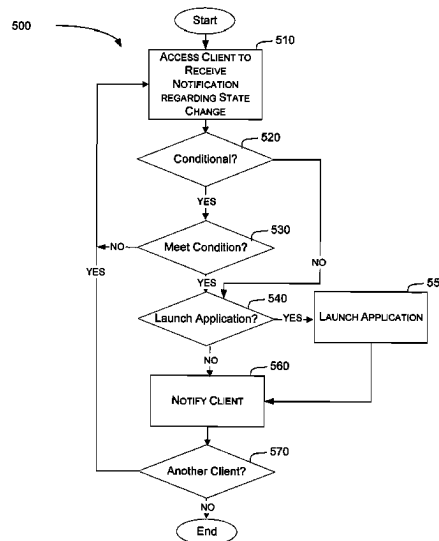 500
Start
510
ACCESS CLIENT TO
RECEIVE
NOTIFICATION
REGARDING STATE
CHANGE
520
Conditional?
YES
530
NO
Meet Condition?
YES
YES
NO
540
55
Launch Application?
YES
LAUNCH APPLICATION
NO
560
NOTIFY CLIENT
570
Another Client?
NO
End